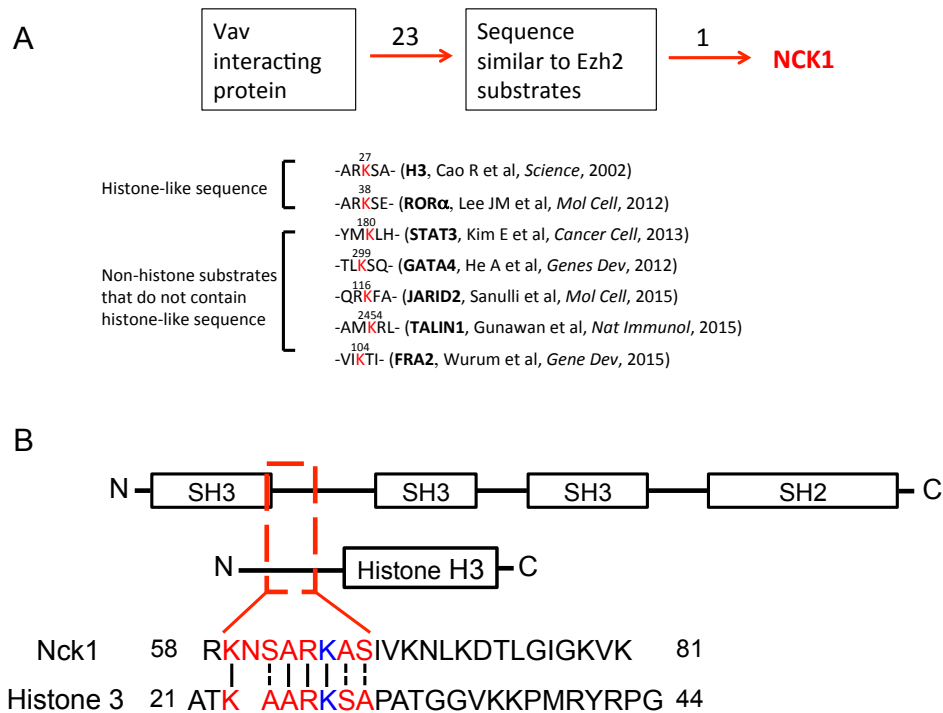 A
Vav
interacting
protein
23
Sequence
similar to Ezh2
substrates
1
NCK1
Histone-like sequence
27
-ARKSA- (H3, Cao R et al, Science, 2002)
38
-ARKSE- (RORα, Lee JM et al, Mol Cell, 2012)
Non-histone substrates
that do not contain
histone-like sequence
180
-YMKLH- (STAT3, Kim E et al, Cancer Cell, 2013)
299
-TLKSQ- (GATA4, He A et al, Genes Dev, 2012)
116
-QRKFA- (JARID2, Sanulli et al, Mol Cell, 2015)
2454
-AMKRL- (TALIN1, Gunawan et al, Nat Immunol, 2015)
104
-VIKTI- (FRA2, Wurum et al, Gene Dev, 2015)
B
N SH3 SH3 SH3 SH2 C
N Histone H3 C
Nck1 58 RKNSARKASIVKNLKDTLGIGKVK 81
Histone 3 21 ATK AARKSAPATGGVKKPMRYRPG 44